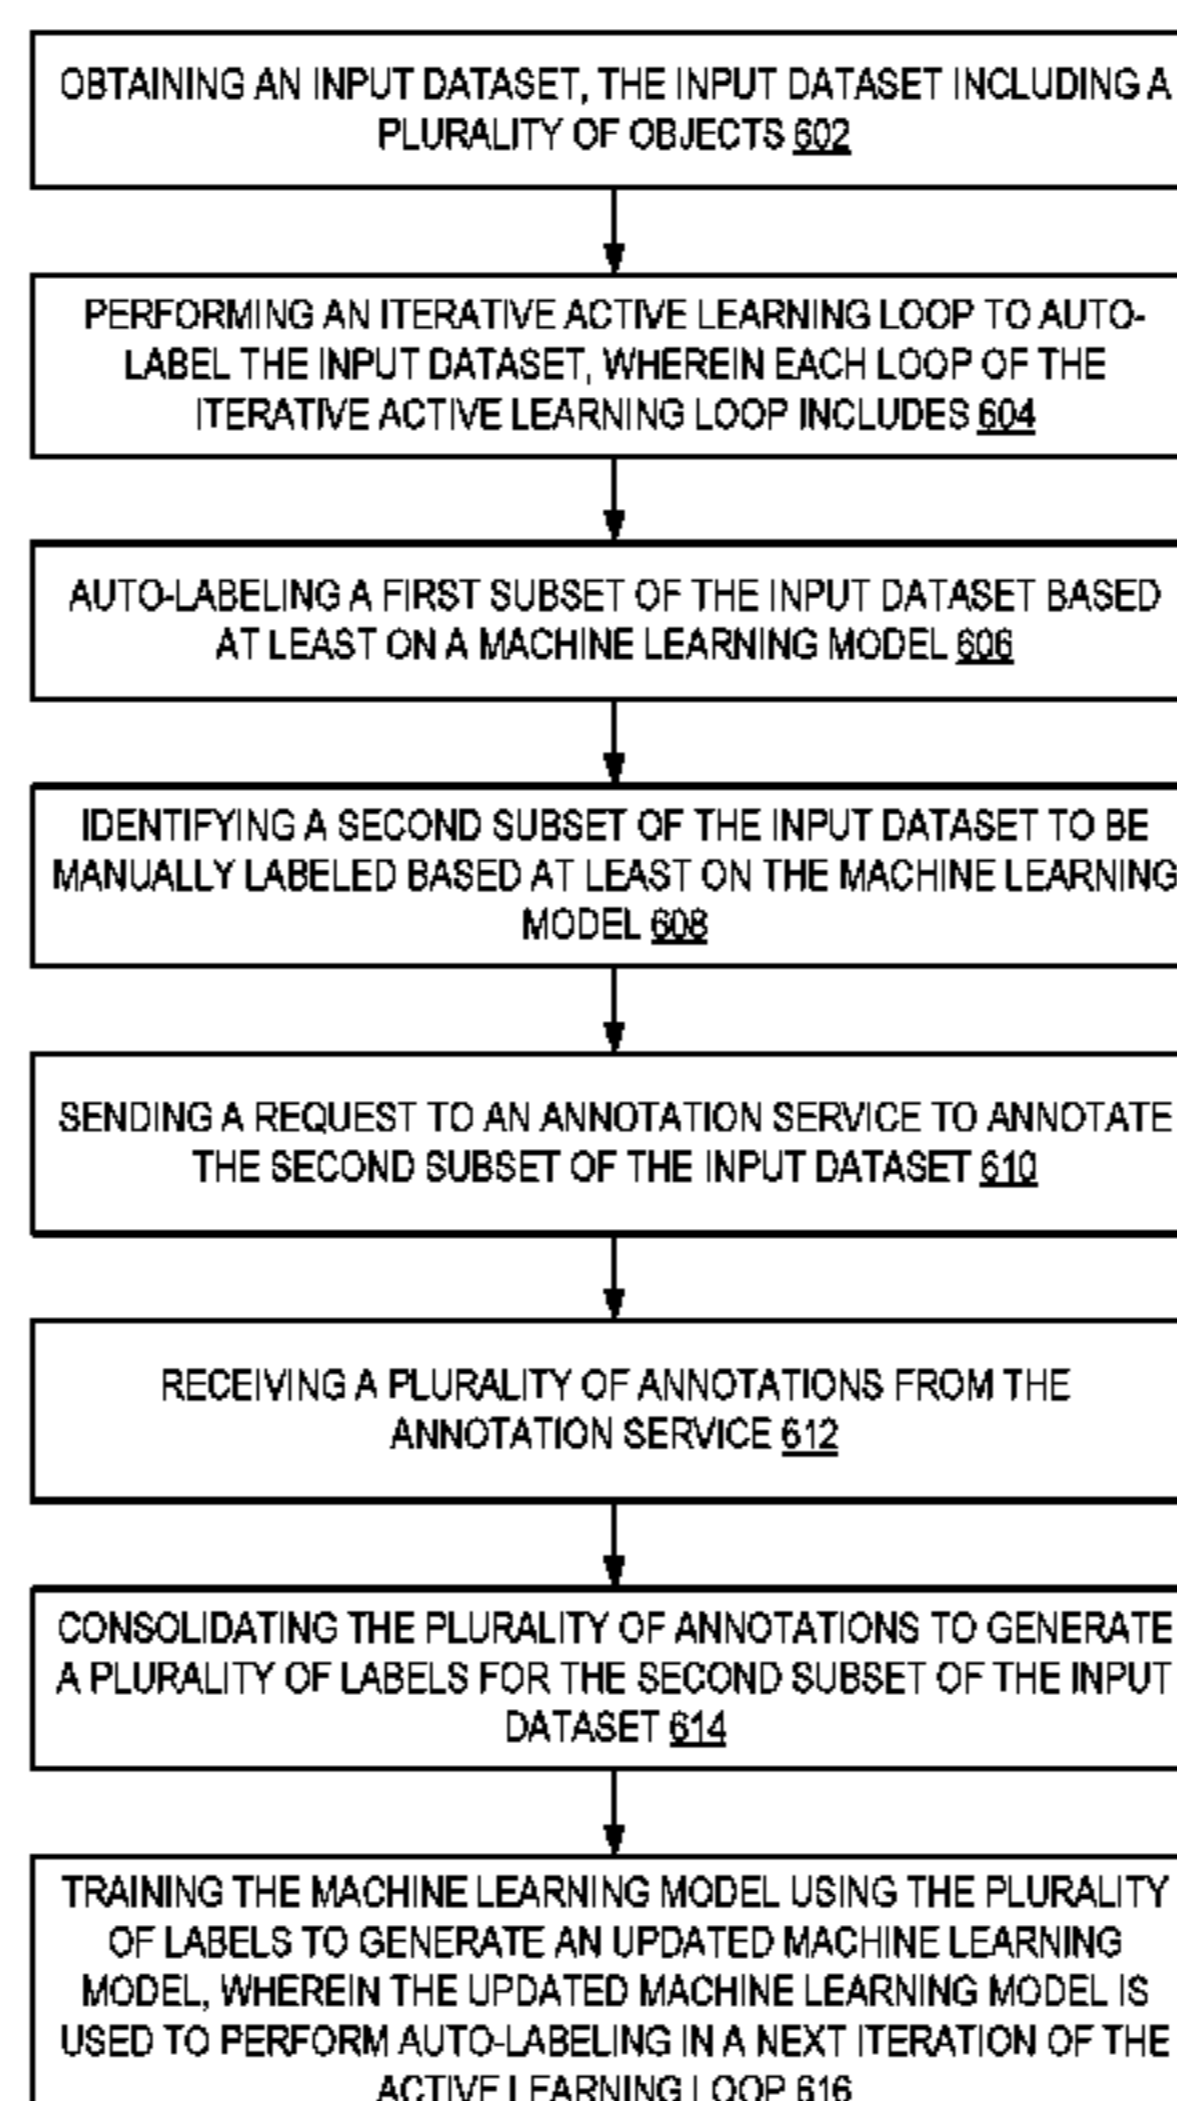 OBTAINING AN INPUT DATASET, THE INPUT DATASET INCLUDING A
PLURALITY OF OBJECTS 602
PERFORMING AN ITERATIVE ACTIVE LEARNING LOOP TO AUTO-
LABEL THE INPUT DATASET, WHEREIN EACH LOOP OF THE
ITERATIVE ACTIVE LEARNING LOOP INCLUDES 604
AUTO-LABELING A FIRST SUBSET OF THE INPUT DATASET BASED
AT LEAST ON A MACHINE LEARNING MODEL 606
IDENTIFYING A SECOND SUBSET OF THE INPUT DATASET TO BE
MANUALLY LABELED BASED AT LEAST ON THE MACHINE LEARNING
MODEL 608
SENDING A REQUEST TO AN ANNOTATION SERVICE TO ANNOTATE
THE SECOND SUBSET OF THE INPUT DATASET 610
RECEIVING A PLURALITY OF ANNOTATIONS FROM THE
ANNOTATION SERVICE 612
CONSOLIDATING THE PLURALITY OF ANNOTATIONS TO GENERATE
A PLURALITY OF LABELS FOR THE SECOND SUBSET OF THE INPUT
DATASET 614
TRAINING THE MACHINE LEARNING MODEL USING THE PLURALITY
OF LABELS TO GENERATE AN UPDATED MACHINE LEARNING
MODEL, WHEREIN THE UPDATED MACHINE LEARNING MODEL IS
USED TO PERFORM AUTO-LABELING IN A NEXT ITERATION OF THE
ACTIVE LEARNING LOOP 616